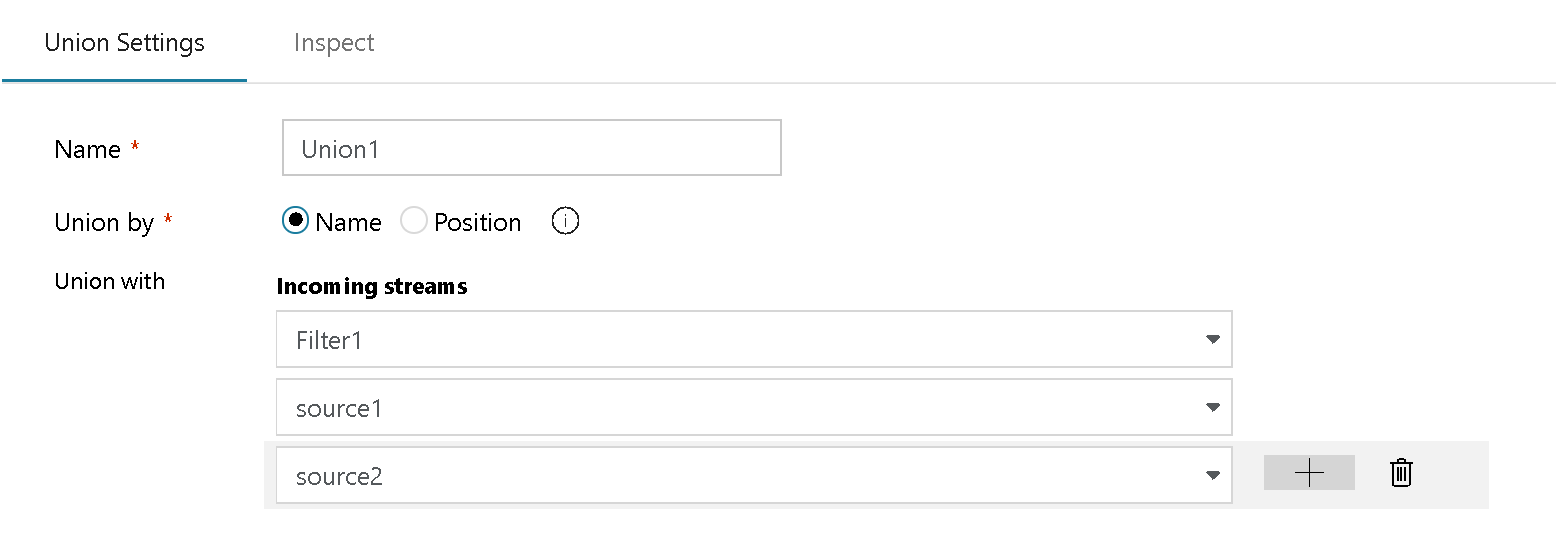 Union Settings Inspect
Name * Union1
Union by * Name Position i
Union with Incoming streams
Filter1
source1
source2